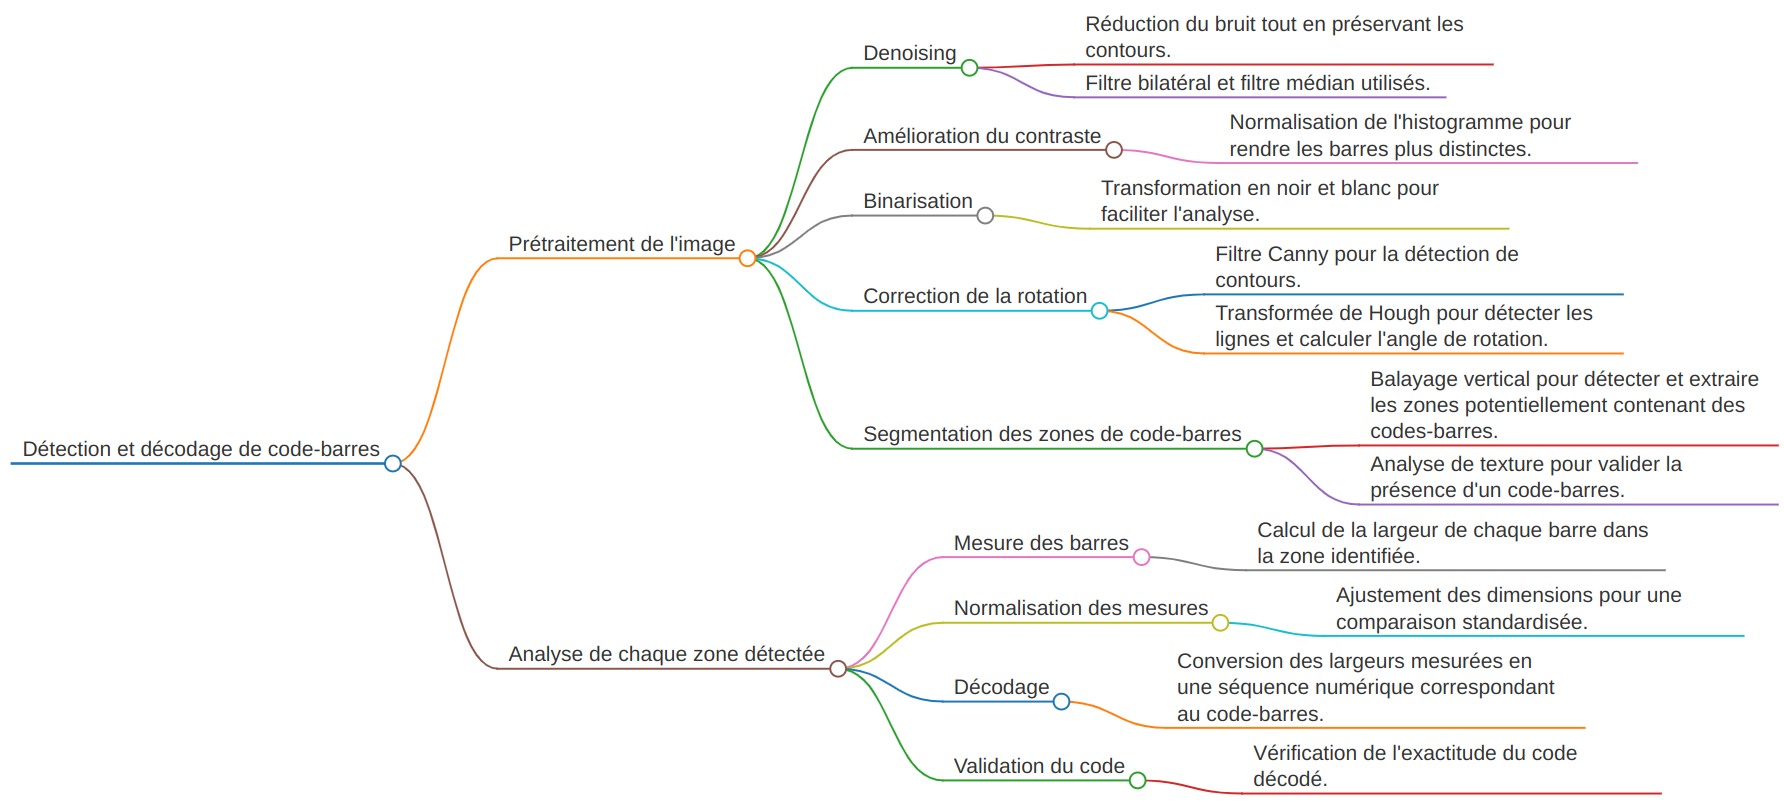 Détection et décodage de code-barres
Prétraitement de l'image
Denoising
Réduction du bruit tout en préservant les
contours.
Filtre bilatéral et filtre médian utilisés.
Amélioration du contraste
Normalisation de l'histogramme pour
rendre les barres plus distinctes.
Binarisation
Transformation en noir et blanc pour
faciliter l'analyse.
Correction de la rotation
Filtre Canny pour la détection de
contours.
Transformée de Hough pour détecter les
lignes et calculer l'angle de rotation.
Segmentation des zones de code-barres
Balayage vertical pour détecter et extraire
les zones potentiellement contenant des
codes-barres.
Analyse de texture pour valider la
présence d'un code-barres.
Analyse de chaque zone détectée
Mesure des barres
Calcul de la largeur de chaque barre dans
la zone identifiée.
Normalisation des mesures
Ajustement des dimensions pour une
comparaison standardisée.
Décodage
Conversion des largeurs mesurées en
une séquence numérique correspondant
au code-barres.
Validation du code
Vérification de l'exactitude du code
décodé.